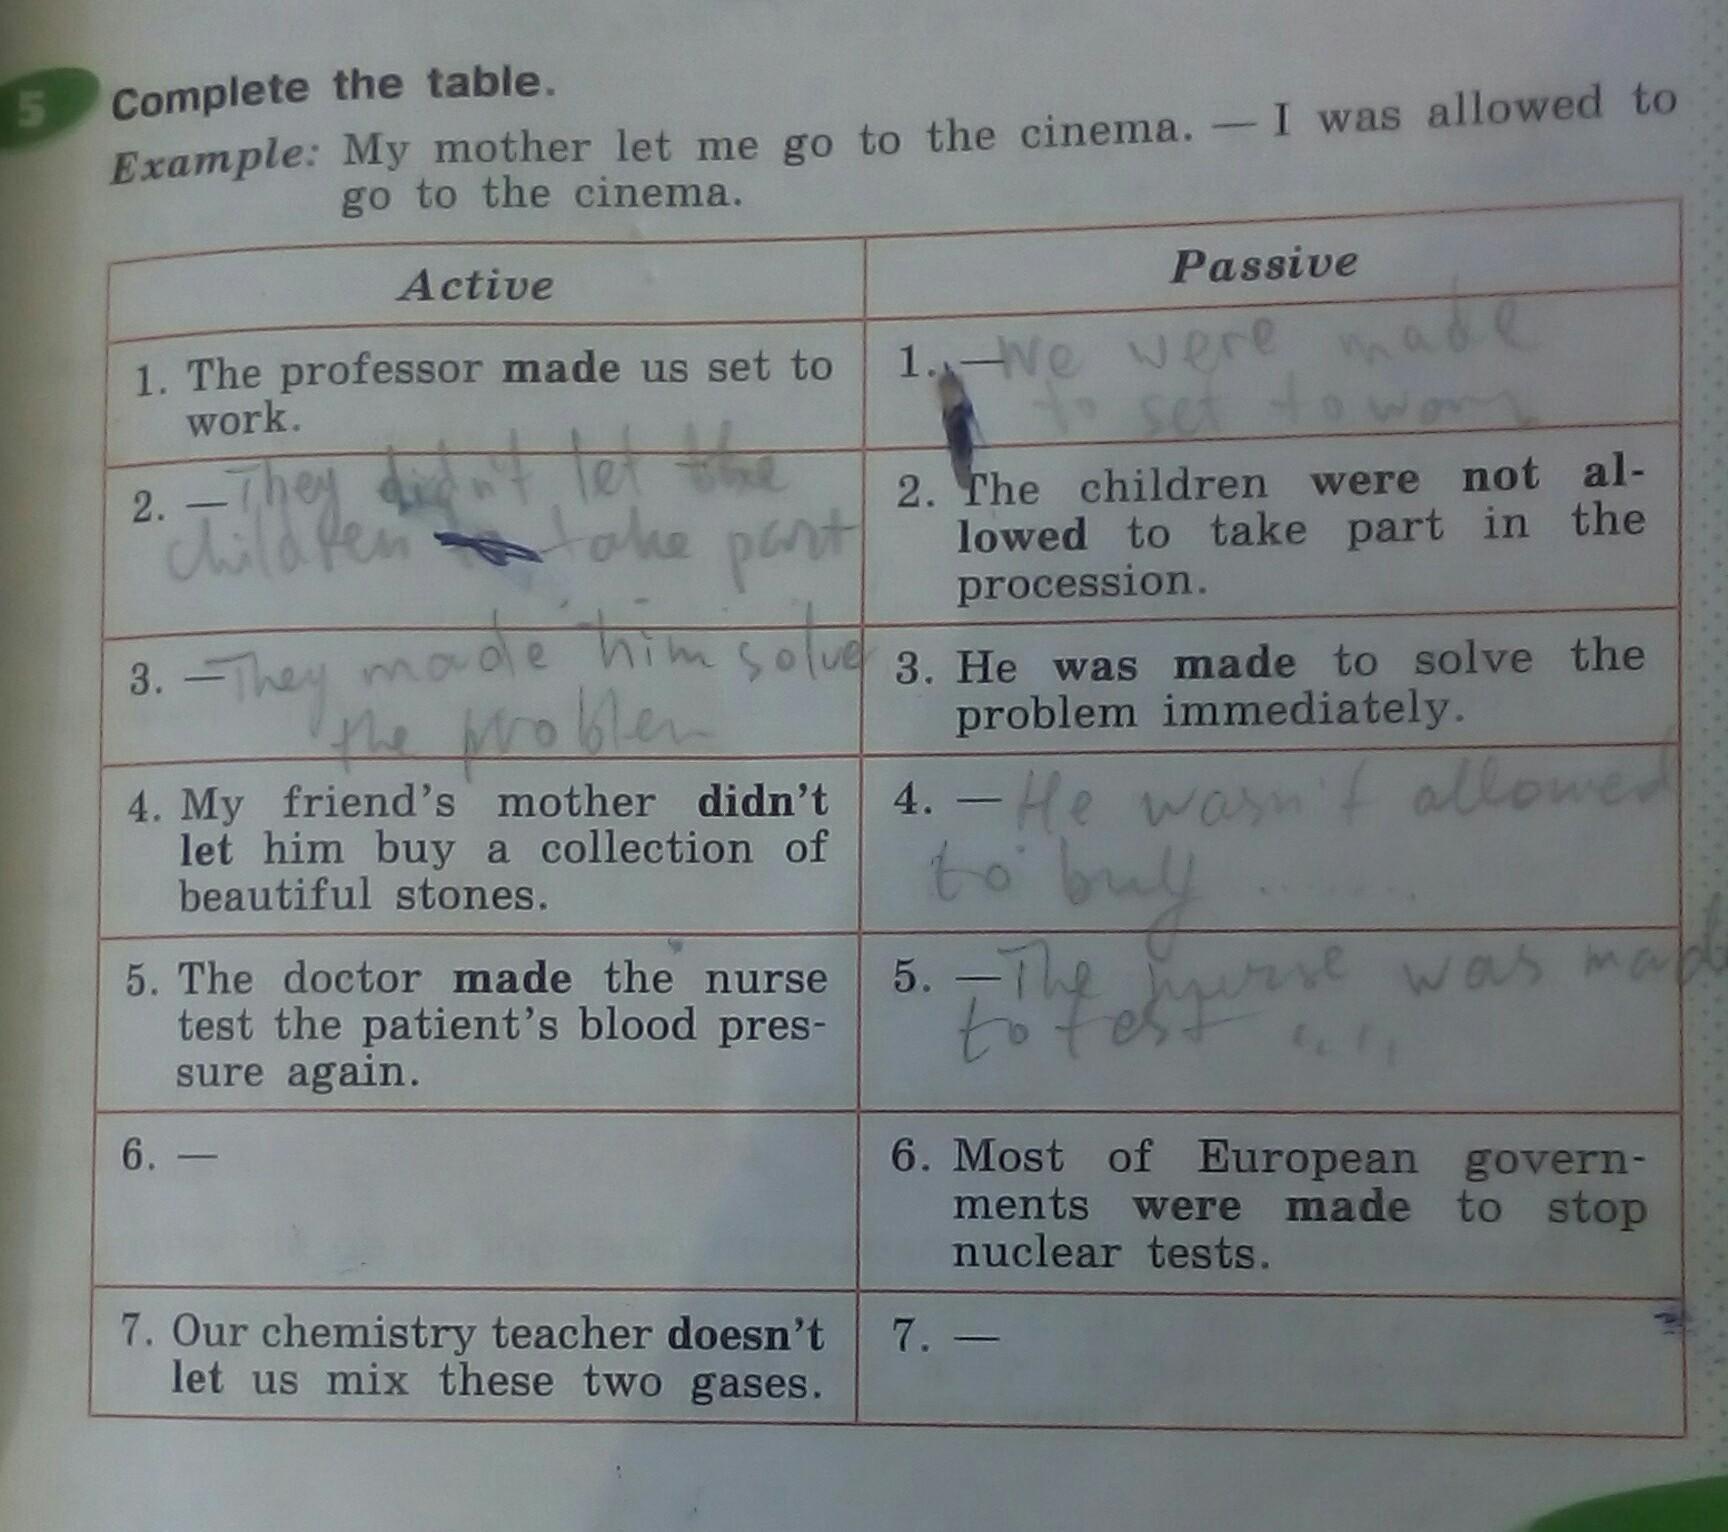 5 Complete the table.
Example: My mother let me go to the cinema. — I was allowed to
go to the cinema.
Active
Passive
1. The professor made us set to
work.
1. — We were made
to set to work
2. — They didn't let the
children take part
2. The children were not al-
lowed to take part in the
procession.
3. — They made him solve
the problem
3. He was made to solve the
problem immediately.
4. My friend's mother didn't
let him buy a collection of
beautiful stones.
4. — He wasn't allowed
to buy ........
5. The doctor made the nurse
test the patient's blood pres-
sure again.
5. — The nurse was made
to test ....
6. —
6. Most of European govern-
ments were made to stop
nuclear tests.
7. Our chemistry teacher doesn't
let us mix these two gases.
7. —